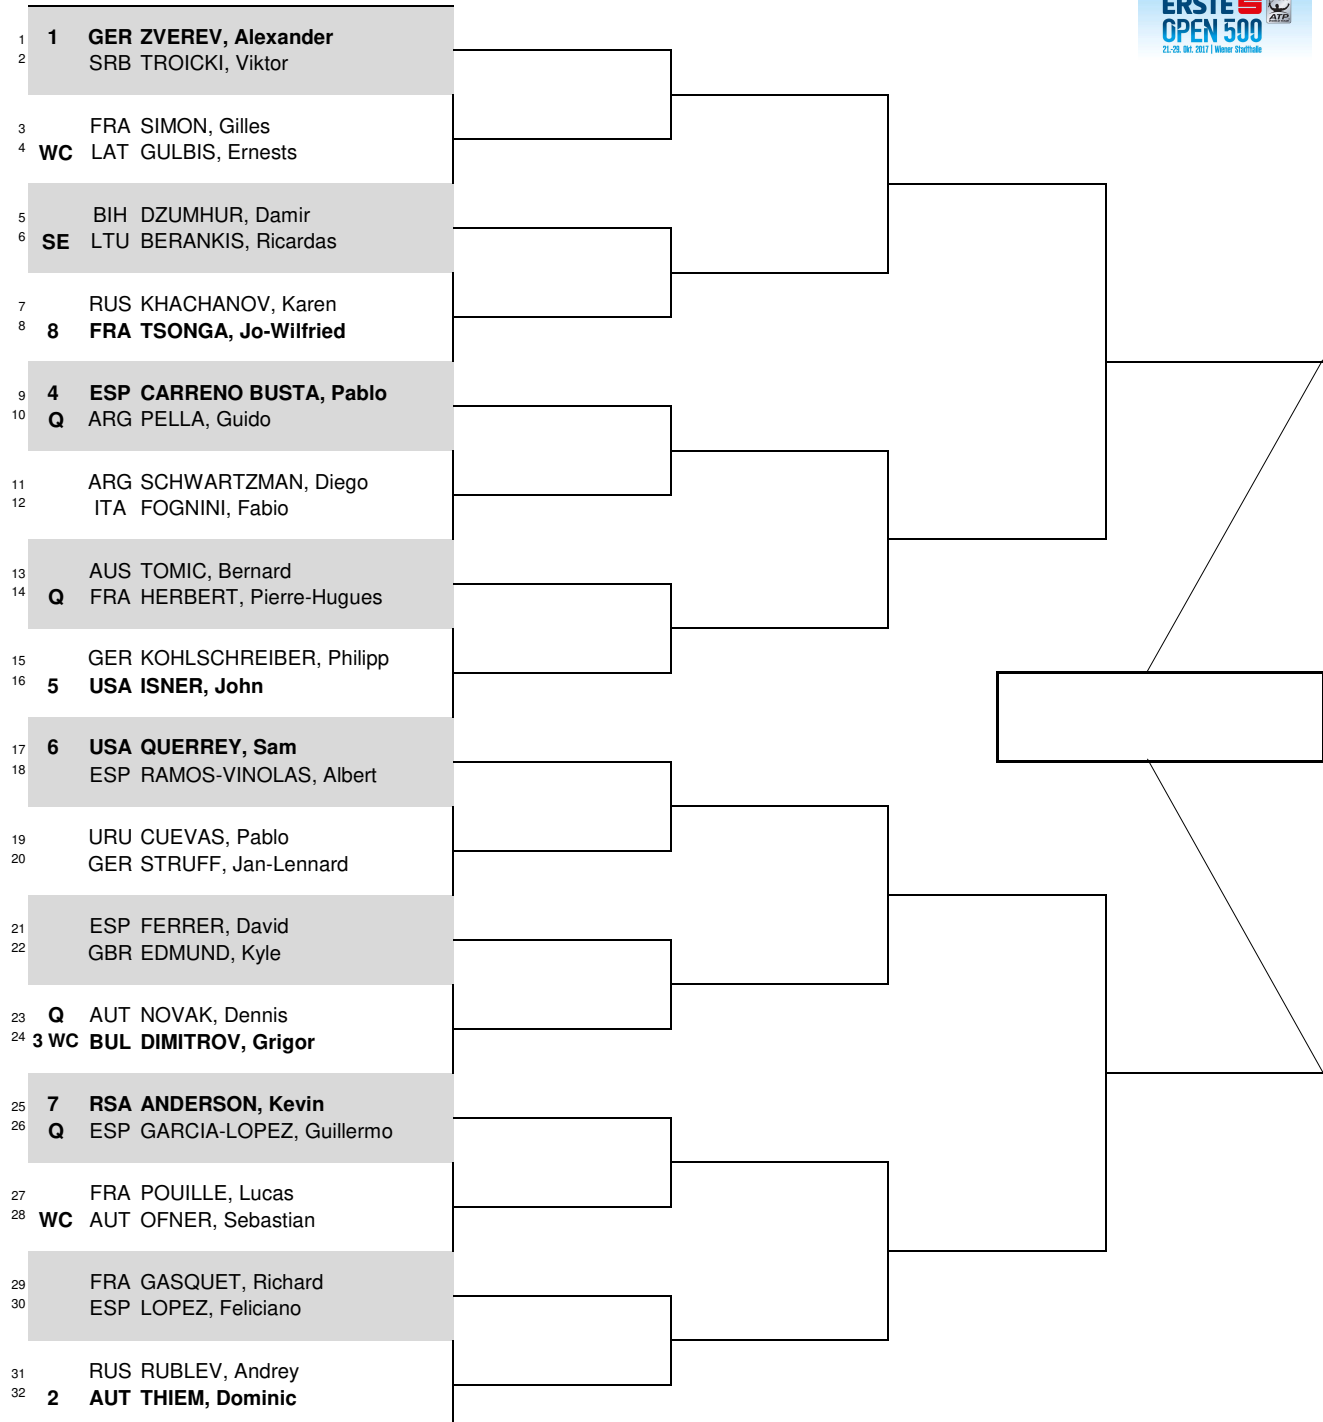 ERSTE
ATP
OPEN 500
21.-29. Okt. 2017 | Wiener Stadthalle
1 1 GER ZVEREV, Alexander
2 SRB TROICKI, Viktor
3 FRA SIMON, Gilles
4 WC LAT GULBIS, Ernests
5 BIH DZUMHUR, Damir
6 SE LTU BERANKIS, Ricardas
7 RUS KHACHANOV, Karen
8 8 FRA TSONGA, Jo-Wilfried
9 4 ESP CARRENO BUSTA, Pablo
10 Q ARG PELLA, Guido
11 ARG SCHWARTZMAN, Diego
12 ITA FOGNINI, Fabio
13 AUS TOMIC, Bernard
14 Q FRA HERBERT, Pierre-Hugues
15 GER KOHLSCHREIBER, Philipp
16 5 USA ISNER, John
17 6 USA QUERREY, Sam
18 ESP RAMOS-VINOLAS, Albert
19 URU CUEVAS, Pablo
20 GER STRUFF, Jan-Lennard
21 ESP FERRER, David
22 GBR EDMUND, Kyle
23 Q AUT NOVAK, Dennis
24 3 WC BUL DIMITROV, Grigor
25 7 RSA ANDERSON, Kevin
26 Q ESP GARCIA-LOPEZ, Guillermo
27 FRA POUILLE, Lucas
28 WC AUT OFNER, Sebastian
29 FRA GASQUET, Richard
30 ESP LOPEZ, Feliciano
31 RUS RUBLEV, Andrey
32 2 AUT THIEM, Dominic